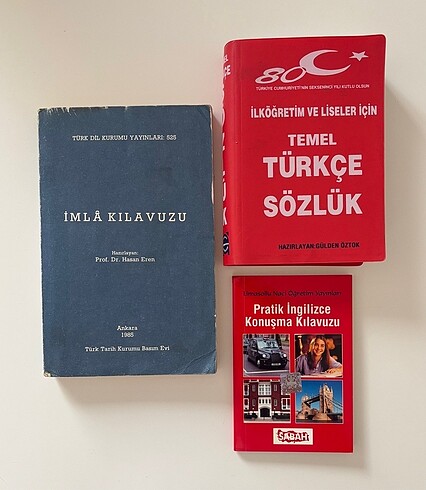 TÜRK DİL KURUMU YAYINLARI: 525
İMLÂ KILAVUZU
Hazırlayan:
Prof. Dr. Hasan Eren
Ankara
1985
Türk Tarih Kurumu Basım Evi
80
TÜRKİYE CUMHURİYETİ'NİN SEKSENİNCİ YILI KUTLU OLSUN
İLKÖĞRETİM VE LİSELER İÇİN
TEMEL
TÜRKÇE
SÖZLÜK
HAZIRLAYAN:GÜLDEN ÖZTOK
Pratik İngilizce
Konuşma Kılavuzu
SABAH